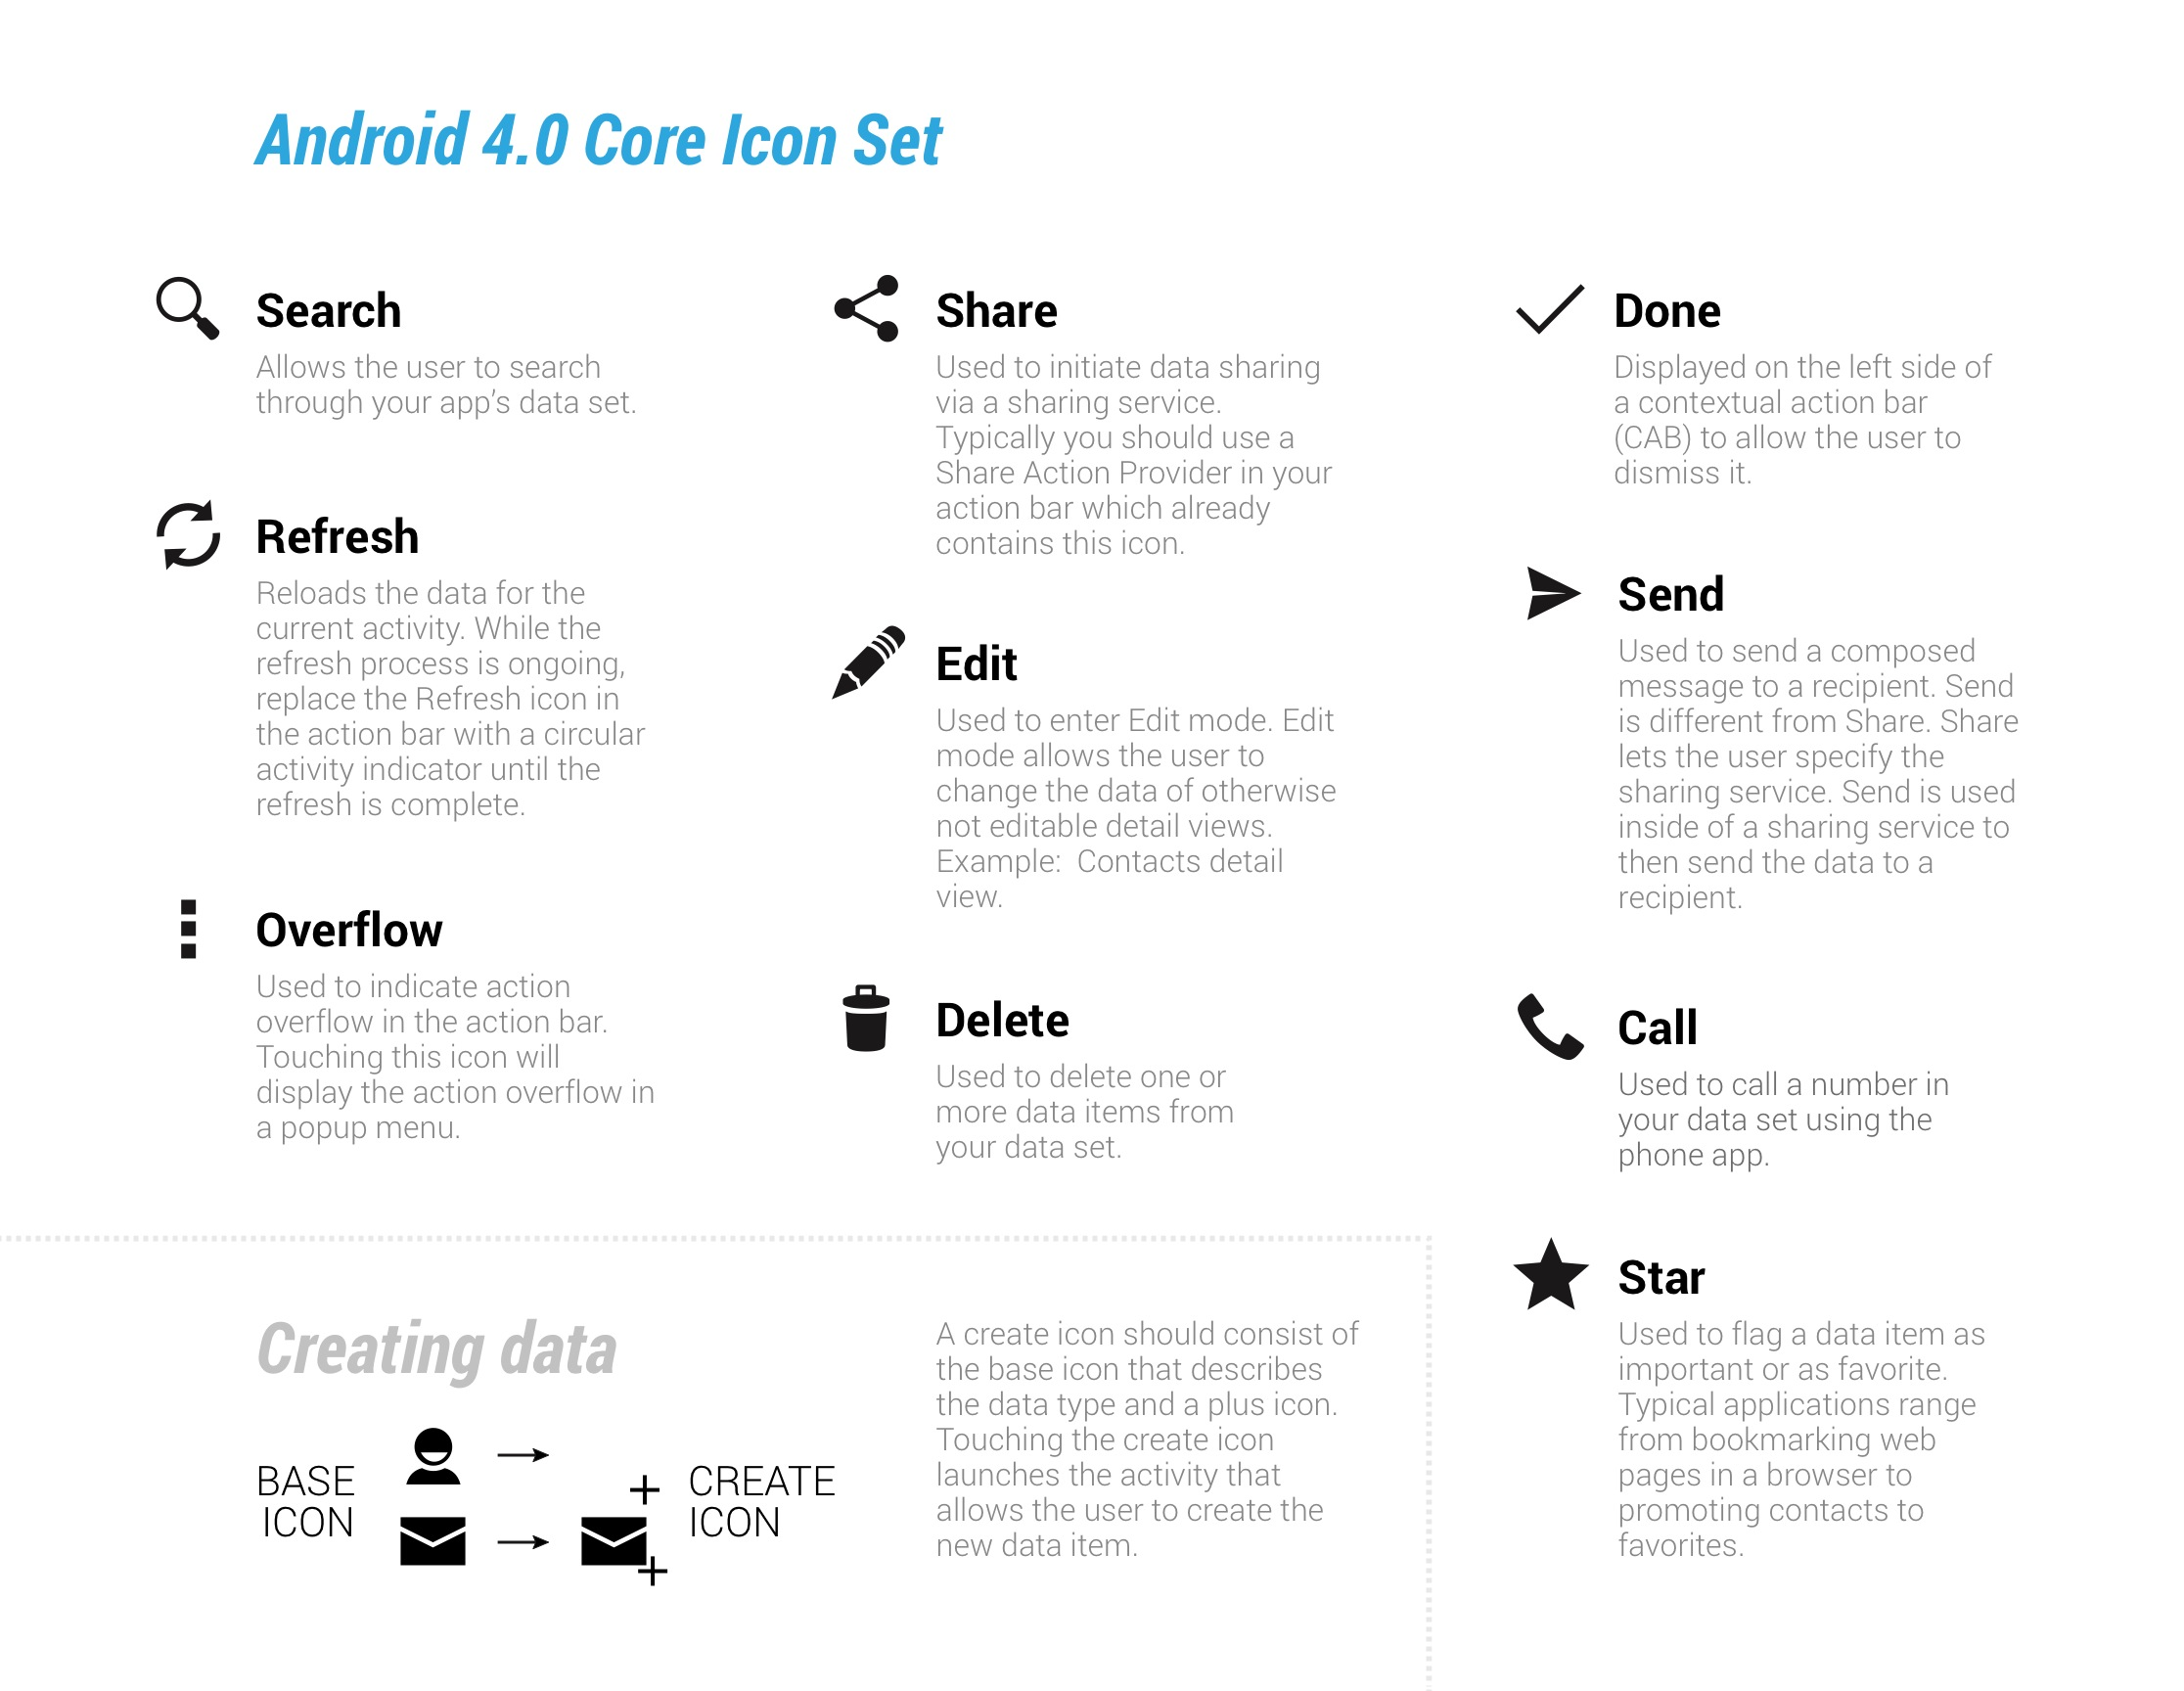 Android 4.0 Core Icon Set
Search
Allows the user to search
through your app's data set.
Refresh
Reloads the data for the
current activity. While the
refresh process is ongoing,
replace the Refresh icon in
the action bar with a circular
activity indicator until the
refresh is complete.
Overflow
Used to indicate action
overflow in the action bar.
Touching this icon will
display the action overflow in
a popup menu.
Share
Used to initiate data sharing
via a sharing service.
Typically you should use a
Share Action Provider in your
action bar which already
contains this icon.
Edit
Used to enter Edit mode. Edit
mode allows the user to
change the data of otherwise
not editable detail views.
Example:  Contacts detail
view.
Delete
Used to delete one or
more data items from
your data set.
Done
Displayed on the left side of
a contextual action bar
(CAB) to allow the user to
dismiss it.
Send
Used to send a composed
message to a recipient. Send
is different from Share. Share
lets the user specify the
sharing service. Send is used
inside of a sharing service to
then send the data to a
recipient.
Call
Used to call a number in
your data set using the
phone app.
Star
Used to flag a data item as
important or as favorite.
Typical applications range
from bookmarking web
pages in a browser to
promoting contacts to
favorites.
Creating data
BASE
ICON
CREATE
ICON
A create icon should consist of
the base icon that describes
the data type and a plus icon.
Touching the create icon
launches the activity that
allows the user to create the
new data item.